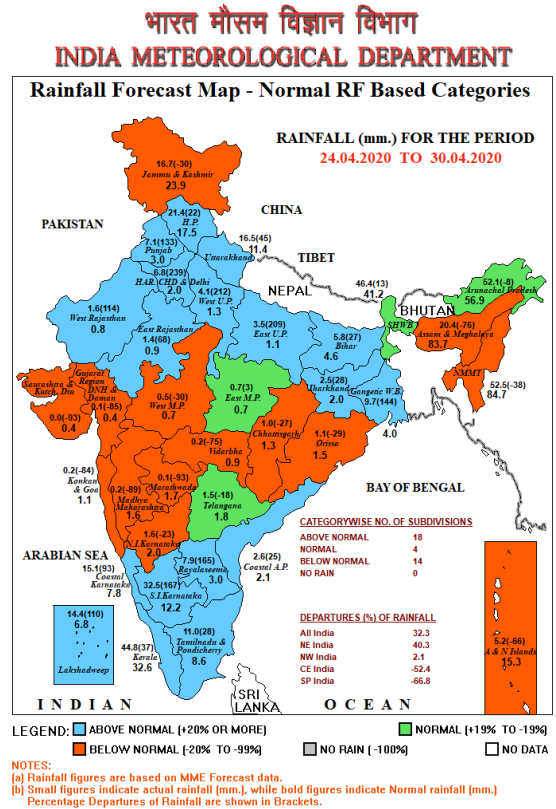 भारत मौसम विज्ञान विभाग
INDIA METEOROLOGICAL DEPARTMENT
Rainfall Forecast Map - Normal RF Based Categories
RAINFALL (mm.) FOR THE PERIOD
24.04.2020 TO 30.04.2020
16.7(-30)
Jammu & Kashmir
23.9
CHINA
PAKISTAN
21.4(22)
H.P.
17.5
7.1(133)
Punjab
3.0
16.5(45)
11.4
Uttarakhand
TIBET
6.8(239)
HAR. CHD & Delhi
2.0
NEPAL
4.1(212)
West U.P.
1.3
46.4(13)
41.2
SHWB
BHUTAN
52.1(-8)
Arunachal Pradesh
56.9
1.6(114)
West Rajasthan
0.8
East Rajasthan
1.4(68)
0.9
3.5(209)
East U.P.
1.1
5.8(27)
Bihar
4.6
20.4(-76)
Assam & Meghalaya
83.7
NMMT
52.5(-38)
84.7
Saurashtra &
Kutch, Diu
0.0(-93)
0.4
Gujarat
Region
DNH &
Daman
0.1(-85)
0.4
0.5(-30)
West M.P.
0.7
0.7(3)
East M.P.
0.7
2.5(28)
Jharkhand
2.0
Gangetic W.B.
9.7(144)
4.0
0.2(-75)
Vidarbha
0.9
1.0(-27)
Chhattisgarh
1.3
1.1(-29)
Orissa
1.5
0.2(-84)
Konkan
& Goa
1.1
0.2(-89)
Madhya
Maharashtra
1.6
0.1(-93)
Marathwada
1.7
1.5(-18)
Telangana
1.8
BAY OF BENGAL
1.6(-23)
N.I.Karnataka
2.0
ARABIAN SEA
15.1(93)
Coastal
Karnataka
7.8
7.9(165)
Rayalaseema
3.0
2.6(25)
Coastal A.P.
2.1
32.5(167)
S.I.Karnataka
12.2
14.4(110)
6.8
Lakshadweep
44.8(37)
Kerala
32.6
11.0(28)
Tamilnadu &
Pondicherry
8.6
CATEGORYWISE NO. OF SUBDIVISIONS
ABOVE NORMAL 18
NORMAL 4
BELOW NORMAL 14
NO RAIN 0
DEPARTURES (%) OF RAINFALL
All India 32.3
NE India 40.3
NW India 2.1
CE India -52.4
SP India -66.8
5.2(-66)
A & N Islands
15.3
SRI
LANKA
INDIAN OCEAN
LEGEND: ABOVE NORMAL (+20% OR MORE) NORMAL (+19% TO -19%)
BELOW NORMAL (-20% TO -99%) NO RAIN ( -100%) NO DATA
NOTES:
(a) Rainfall figures are based on MME Forecast data.
(b) Small figures indicate actual rainfall (mm.), while bold figures indicate Normal rainfall (mm.)
Percentage Departures of Rainfall are shown in Brackets.